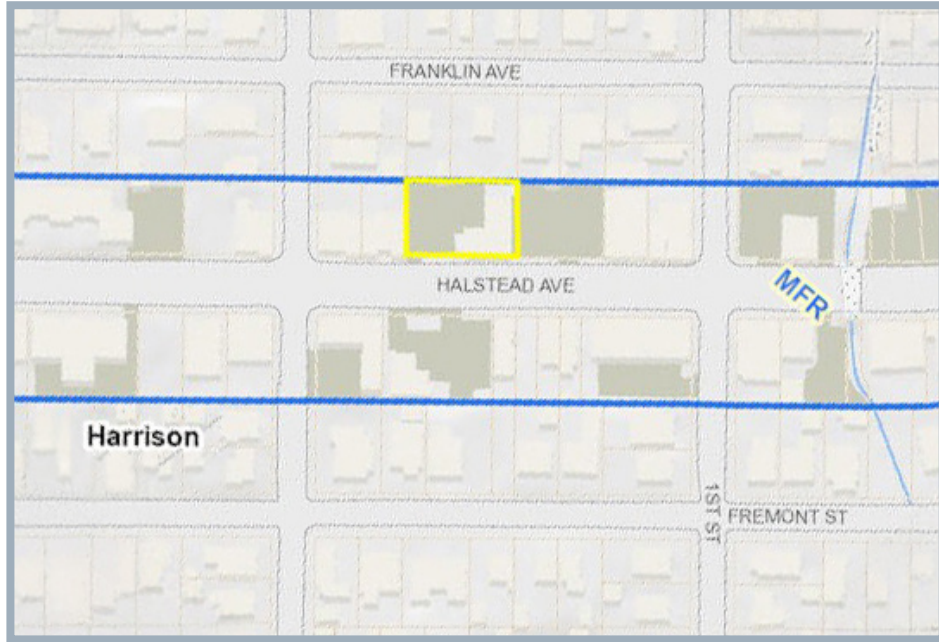 FRANKLIN AVE
HALSTEAD AVE
MFR
Harrison
1ST ST
FREMONT ST